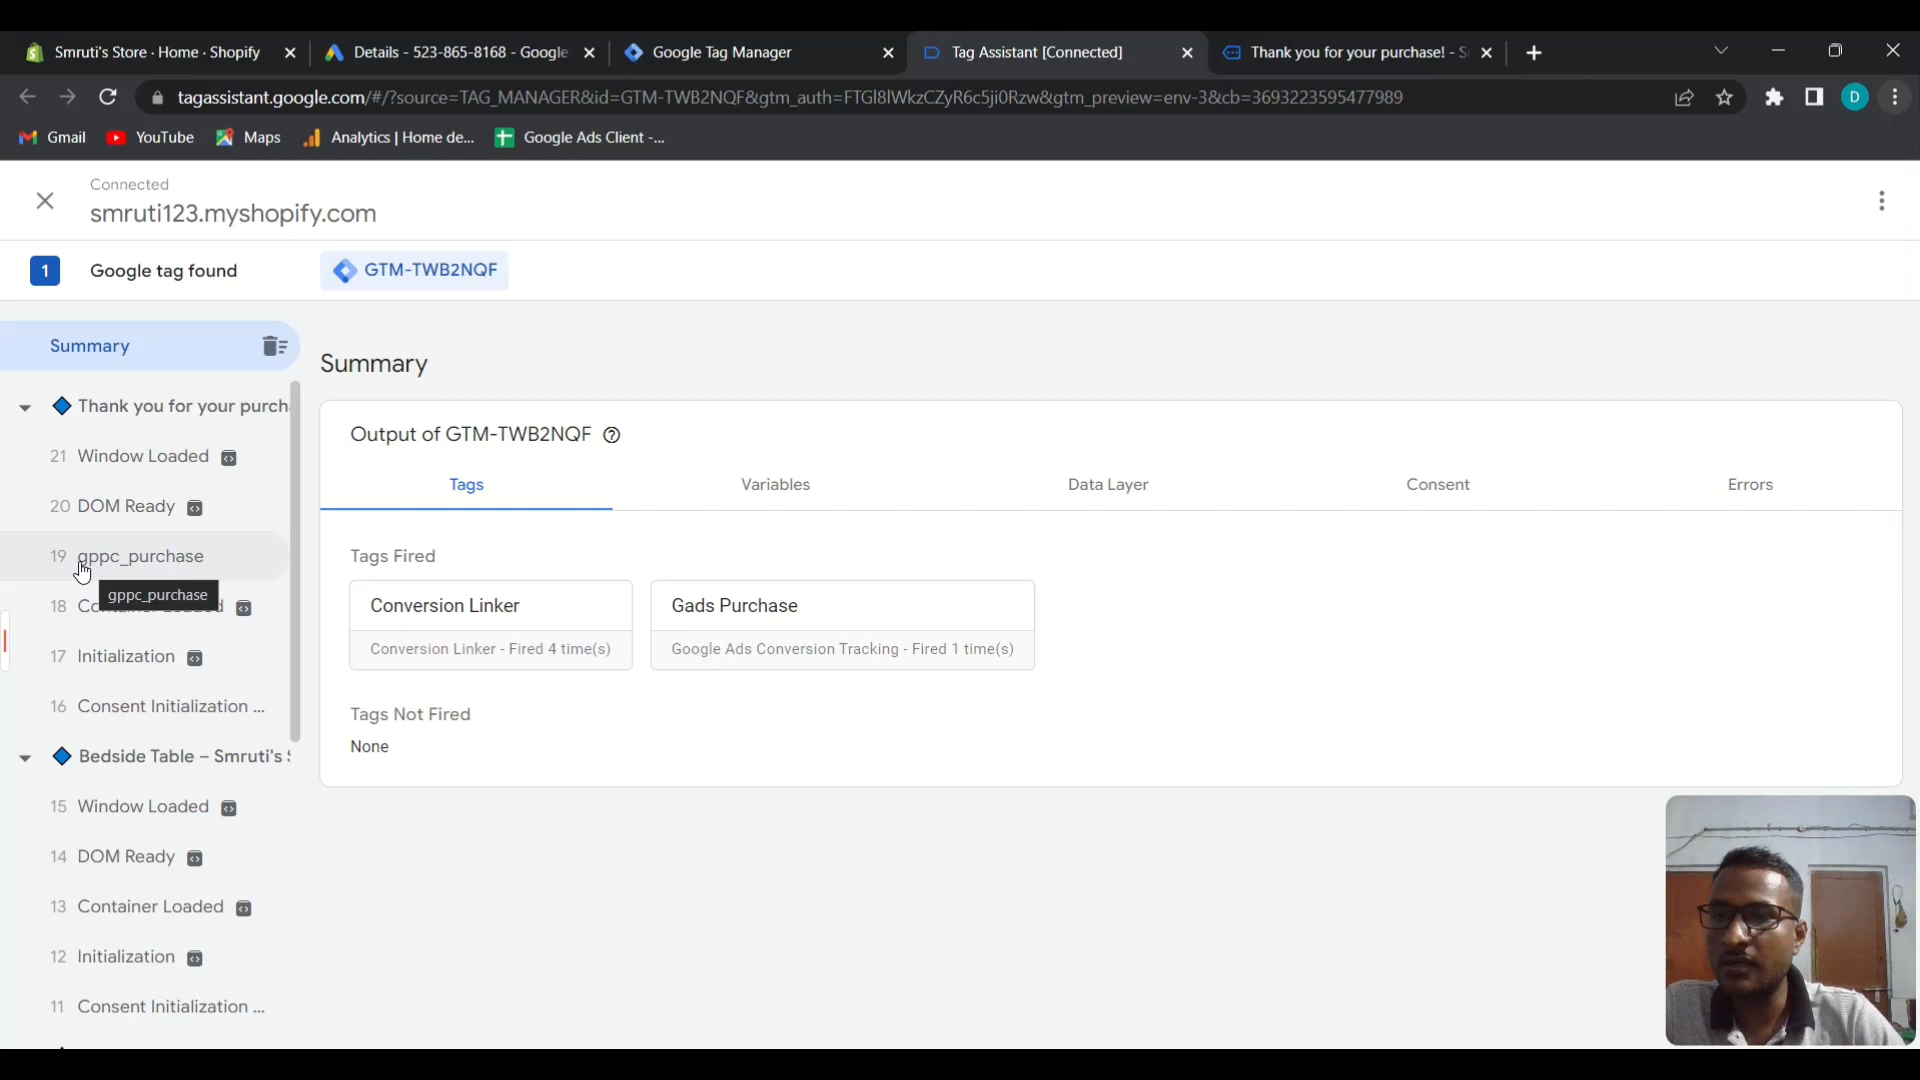 Smruti's Store · Home · Shopify
Details - 523-865-8168 - Google
Google Tag Manager
Tag Assistant [Connected]
Thank you for your purchase! - S
tagassistant.google.com/#/?source=TAG_MANAGER&id=GTM-TWB2NQF&gtm_auth=FTGl8lWkzCZyR6c5ji0Rzw&gtm_preview=env-3&cb=3693223595477989
D
Gmail
YouTube
Maps
Analytics | Home de...
Google Ads Client -...
Connected
smruti123.myshopify.com
1 Google tag found
GTM-TWB2NQF
Summary
Thank you for your purch
21 Window Loaded
20 DOM Ready
19 gppc_purchase
gppc_purchase
18
17 Initialization
16 Consent Initialization ...
Bedside Table – Smruti's S
15 Window Loaded
14 DOM Ready
13 Container Loaded
12 Initialization
11 Consent Initialization ...
Summary
Output of GTM-TWB2NQF
Tags
Variables
Data Layer
Consent
Errors
Tags Fired
Conversion Linker
Conversion Linker - Fired 4 time(s)
Gads Purchase
Google Ads Conversion Tracking - Fired 1 time(s)
Tags Not Fired
None